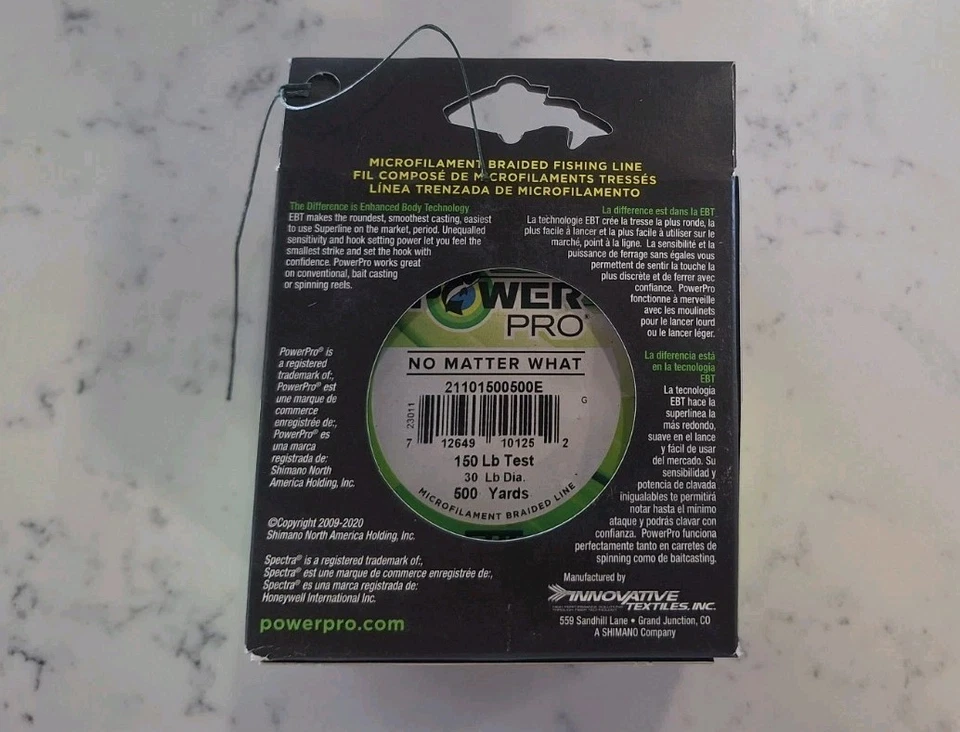 MICROFILAMENT BRAIDED FISHING LINE
FIL COMPOSÉ DE MICROFILAMENTS TRESSÉS
LÍNEA TRENZADA DE MICROFILAMENTO
The Difference is Enhanced Body Technology
EBT makes the roundest, smoothest casting, easiest
to use Superline on the market, period. Unequalled
sensitivity and hook setting power let you feel the
smallest strike and set the hook with
confidence. PowerPro works great
on conventional, bait casting
or spinning reels.
La différence est dans la EBT
La technologie EBT crée la tresse la plus ronde, la
plus facile à lancer et la plus facile à utiliser sur le
marché, point à la ligne. La sensibilité et la
puissance de ferrage sans égales vous
permettent de sentir la touche la
plus discrète et de ferrer avec
confiance. PowerPro
fonctionne à merveille
avec les moulinets
pour le lancer lourd
ou le lancer léger.
La diferencia está
en la tecnología
EBT
La tecnología
EBT hace la
superlínea la
más redondo,
suave en el lance
y fácil de usar
del mercado. Su
sensibilidad y
potencia de clavada
inigualables te permitirá
notar hasta el mínimo
ataque y podrás clavar con
confianza. PowerPro funciona
perfectamente tanto en carretes de
spinning como de baitcasting.
POWER
PRO®
NO MATTER WHAT
21101500500E
G
23011
7 12649 10125 2
150 Lb Test
30 Lb Dia.
500 Yards
MICROFILAMENT BRAIDED LINE
PowerPro® is
a registered
trademark of:,
PowerPro® est
une marque de
commerce
enregistrée de:,
PowerPro® es
una marca
registrada de:
Shimano North
America Holding, Inc.
©Copyright 2009-2020
Shimano North America Holding, Inc.
Spectra® is a registered trademark of:,
Spectra® est une marque de commerce enregistrée de:,
Spectra® es una marca registrada de:
Honeywell International Inc.
powerpro.com
Manufactured by
INNOVATIVE
TEXTILES, INC.
559 Sandhill Lane • Grand Junction, CO
A SHIMANO Company